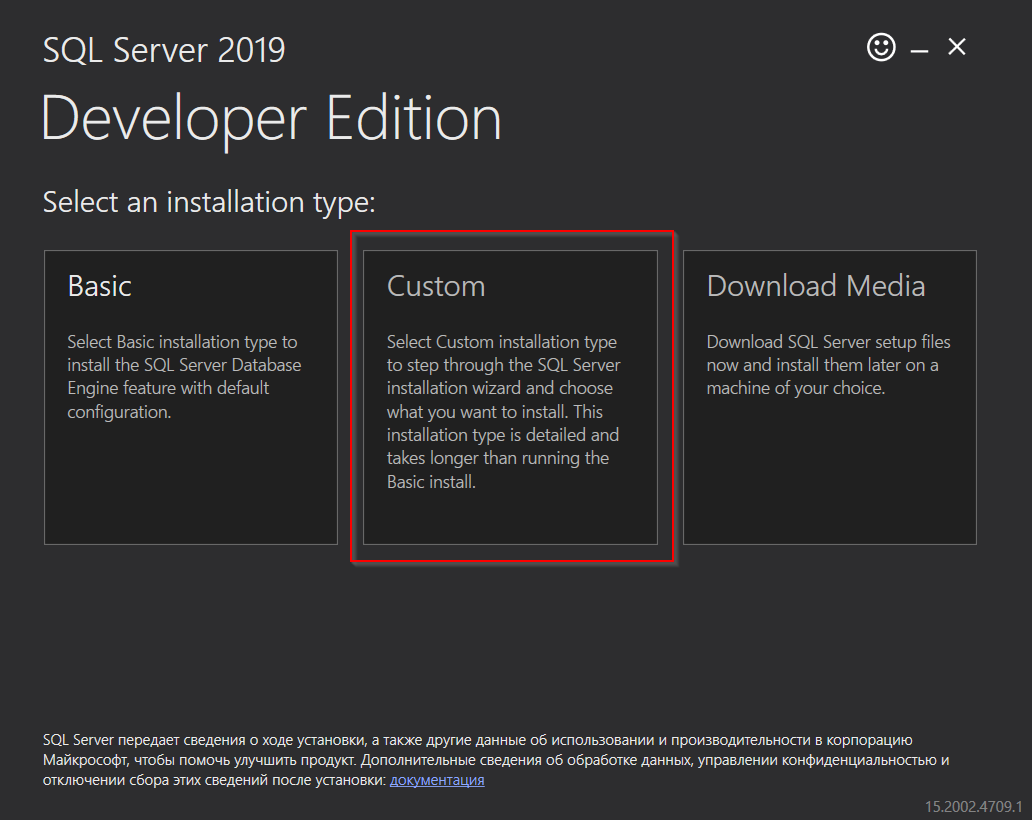 SQL Server 2019
Developer Edition
Select an installation type:
Basic
Select Basic installation type to
install the SQL Server Database
Engine feature with default
configuration.
Custom
Select Custom installation type
to step through the SQL Server
installation wizard and choose
what you want to install. This
installation type is detailed and
takes longer than running the
Basic install.
Download Media
Download SQL Server setup files
now and install them later on a
machine of your choice.
SQL Server передает сведения о ходе установки, а также другие данные об использовании и производительности в корпорацию
Майкрософт, чтобы помочь улучшить продукт. Дополнительные сведения об обработке данных, управлении конфиденциальностью и
отключении сбора этих сведений после установки: документация
15.2002.4709.1